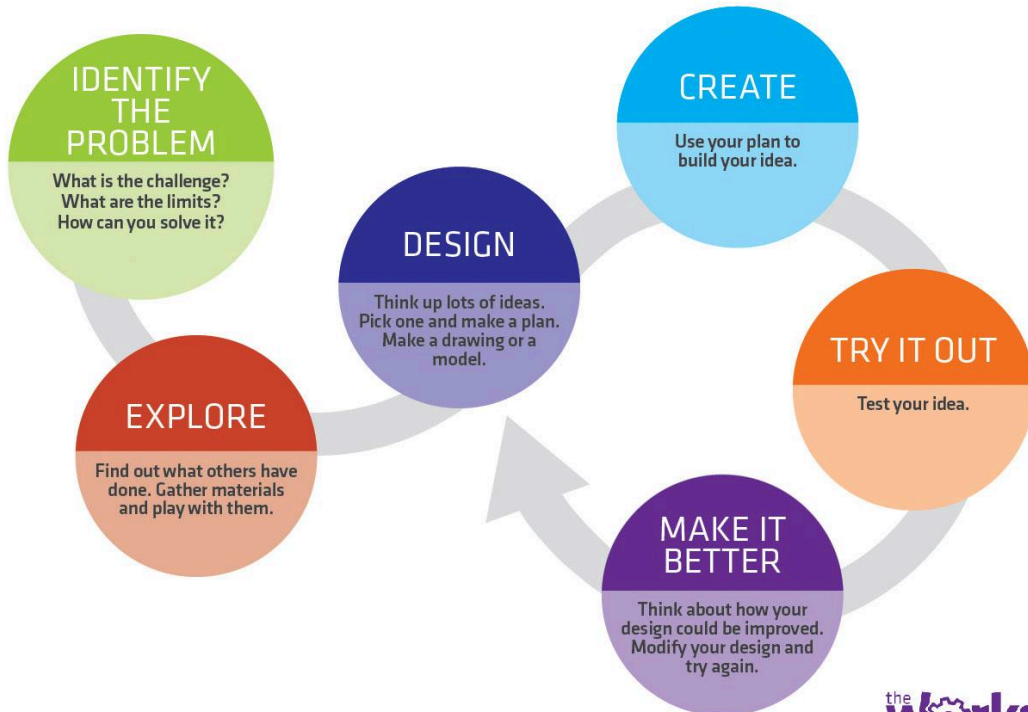 IDENTIFY
THE
PROBLEM
What is the challenge?
What are the limits?
How can you solve it?
EXPLORE
Find out what others have
done. Gather materials
and play with them.
DESIGN
Think up lots of ideas.
Pick one and make a plan.
Make a drawing or a
model.
CREATE
Use your plan to
build your idea.
TRY IT OUT
Test your idea.
MAKE IT
BETTER
Think about how your
design could be improved.
Modify your design and
try again.
the